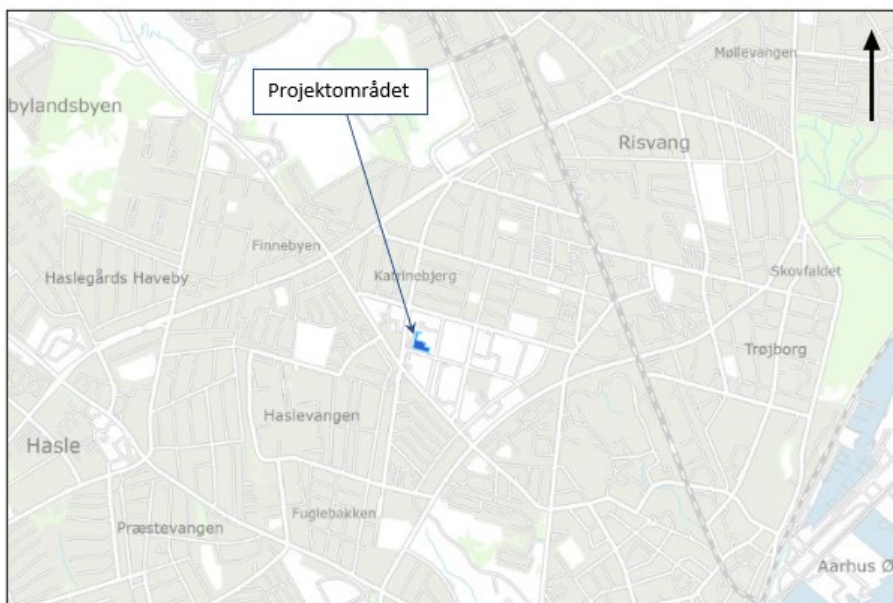 Møllevangen
Projektområdet
bylandsbyen
Risvang
Finnebyen
Katrinebjerg
Haslegårds Haveby
Skovfaldet
Trøjborg
Haslevangen
Hasle
Fuglebakken
Præstevangen
Aarhus Ø